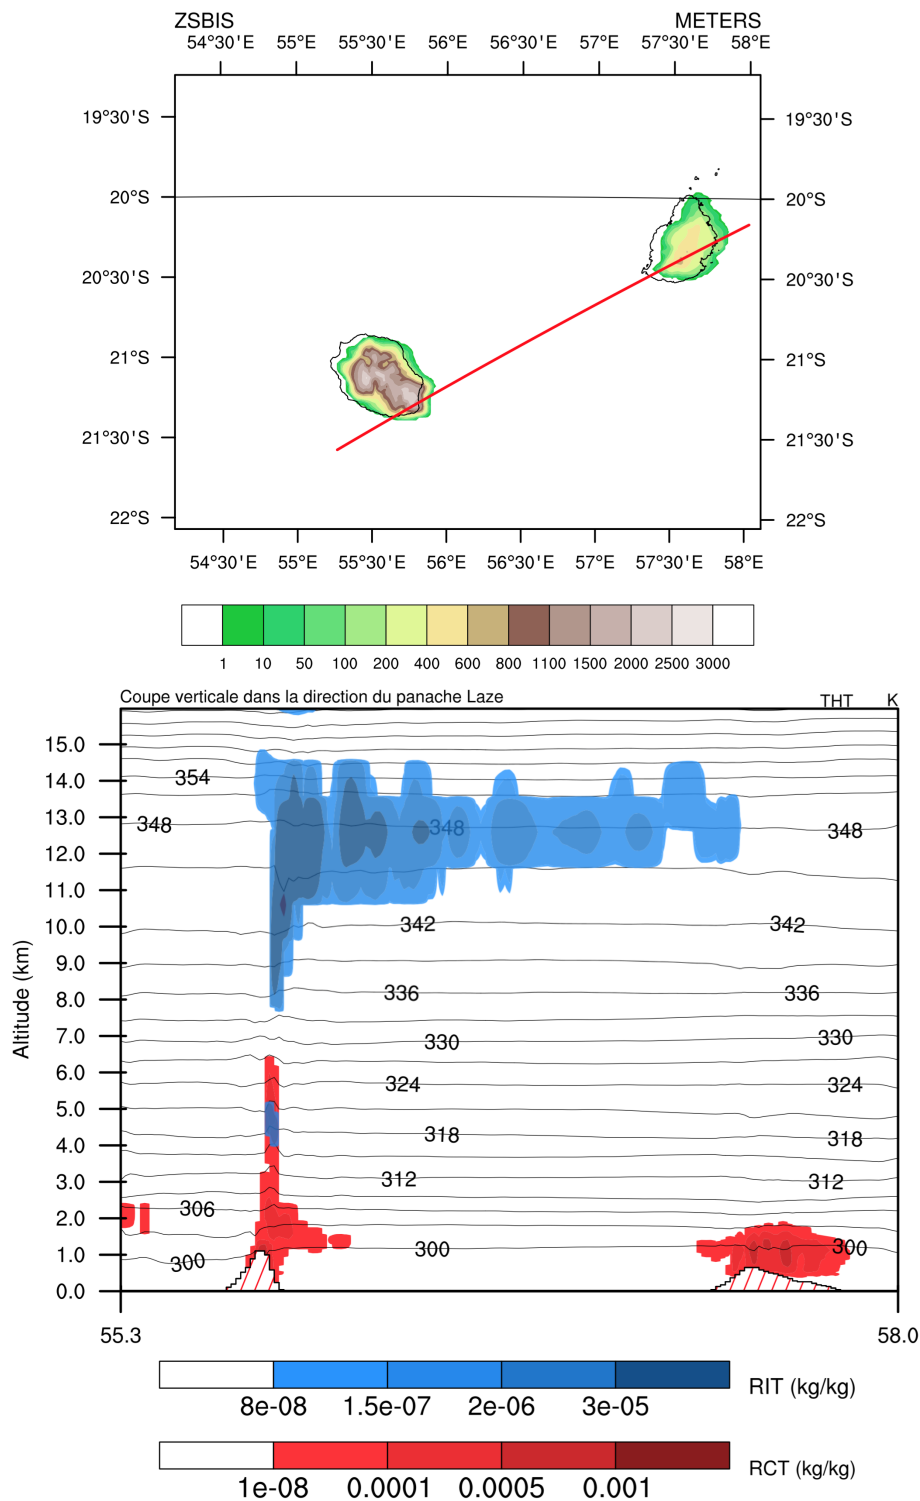 ZSBIS METERS
54°30'E 55°E 55°30'E 56°E 56°30'E 57°E 57°30'E 58°E
19°30'S 19°30'S
20°S 20°S
20°30'S 20°30'S
21°S 21°S
21°30'S 21°30'S
22°S 22°S
54°30'E 55°E 55°30'E 56°E 56°30'E 57°E 57°30'E 58°E
1 10 50 100 200 400 600 800 1100 1500 2000 2500 3000
Coupe verticale dans la direction du panache Laze THT K
15.0
14.0 354
13.0 348 348 348
12.0
11.0
10.0 342 342
9.0
8.0 336 336
7.0 330 330
6.0 324 324
5.0
4.0 318 318
3.0 312 312
2.0 306
1.0 300 300 300
0.0
Altitude (km)
55.3 58.0
RIT (kg/kg)
8e-08 1.5e-07 2e-06 3e-05
RCT (kg/kg)
1e-08 0.0001 0.0005 0.001